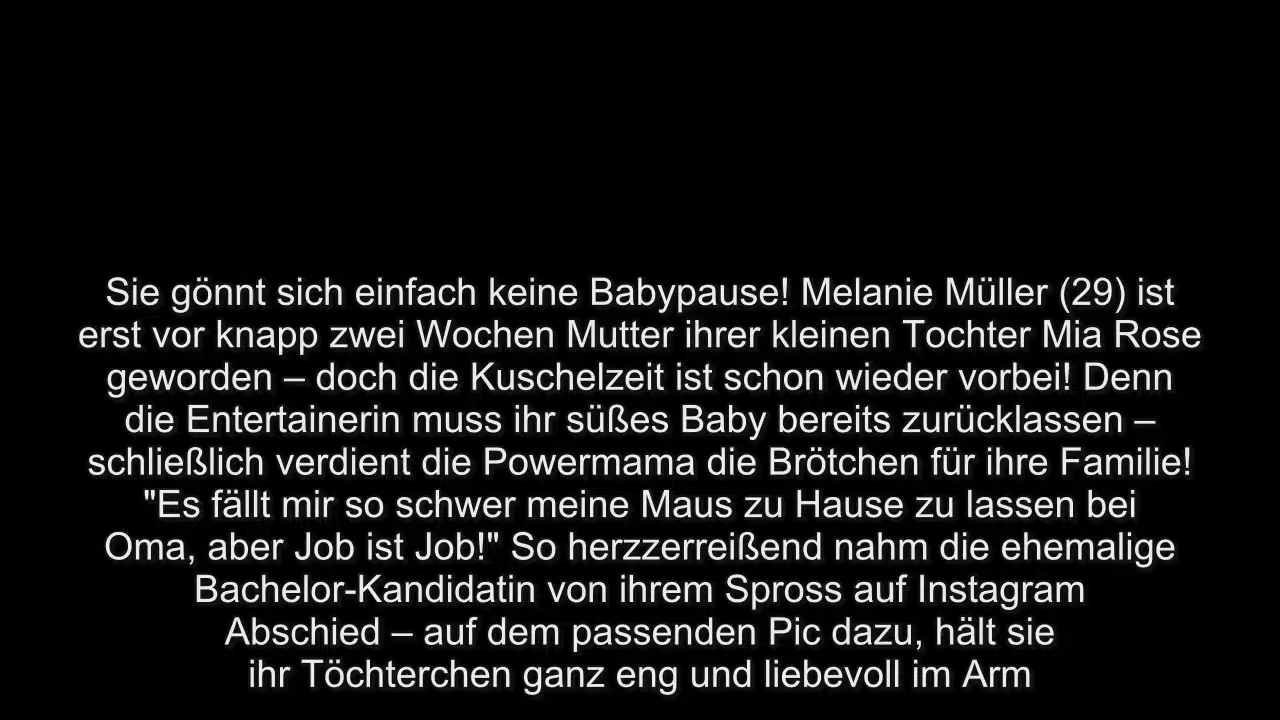 Sie gönnt sich einfach keine Babypause! Melanie Müller (29) ist
erst vor knapp zwei Wochen Mutter ihrer kleinen Tochter Mia Rose
geworden – doch die Kuschelzeit ist schon wieder vorbei! Denn
die Entertainerin muss ihr süßes Baby bereits zurücklassen –
schließlich verdient die Powermama die Brötchen für ihre Familie!
"Es fällt mir so schwer meine Maus zu Hause zu lassen bei
Oma, aber Job ist Job!" So herzzerreißend nahm die ehemalige
Bachelor-Kandidatin von ihrem Spross auf Instagram
Abschied – auf dem passenden Pic dazu, hält sie
ihr Töchterchen ganz eng und liebevoll im Arm